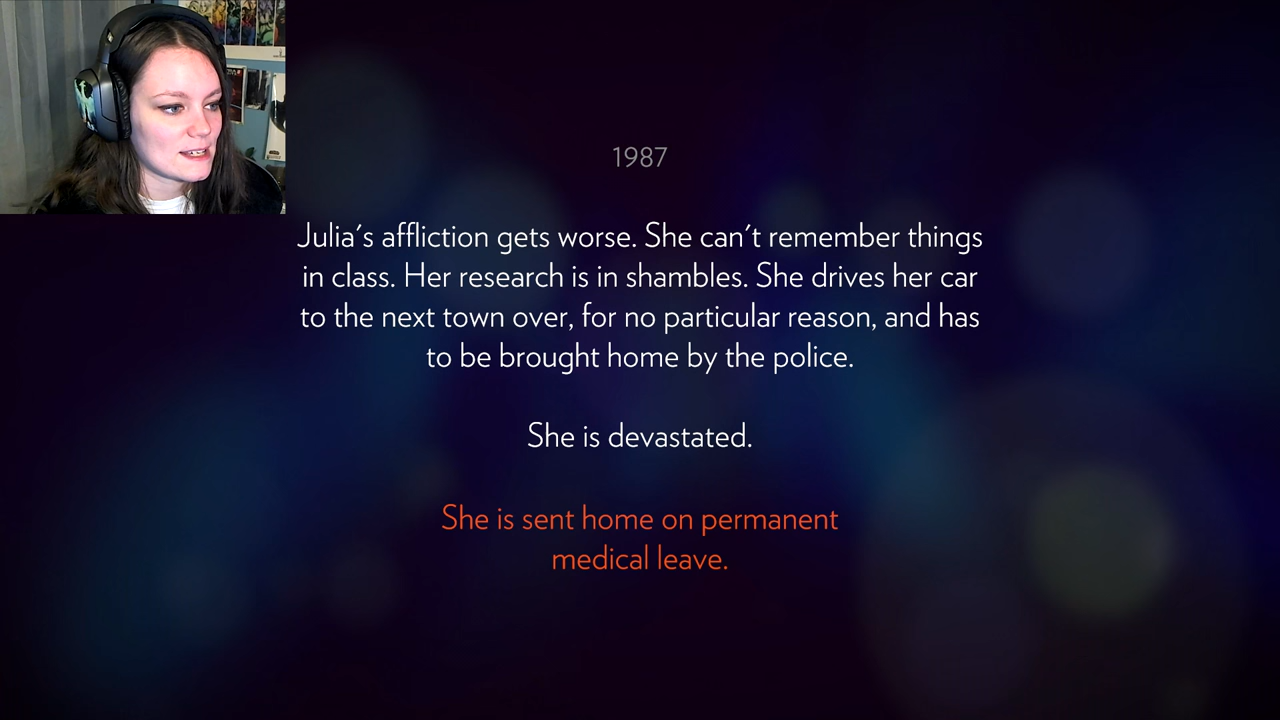 1987
Julia's affliction gets worse. She can't remember things
in class. Her research is in shambles. She drives her car
to the next town over, for no particular reason, and has
to be brought home by the police.
She is devastated.
She is sent home on permanent
medical leave.